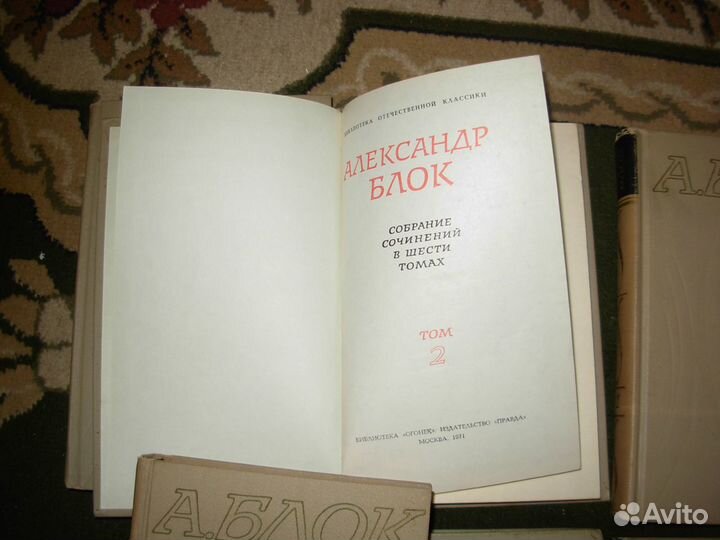 БИБЛИОТЕКА ОТЕЧЕСТВЕННОЙ КЛАССИКИ
АЛЕКСАНДР
БЛОК
СОБРАНИЕ
СОЧИНЕНИЙ
В ШЕСТИ
ТОМАХ
ТОМ
2
БИБЛИОТЕКА «ОГОНЕК». ИЗДАТЕЛЬСТВО «ПРАВДА»
МОСКВА, 1971
А.БЛОК
А.Б
Avito